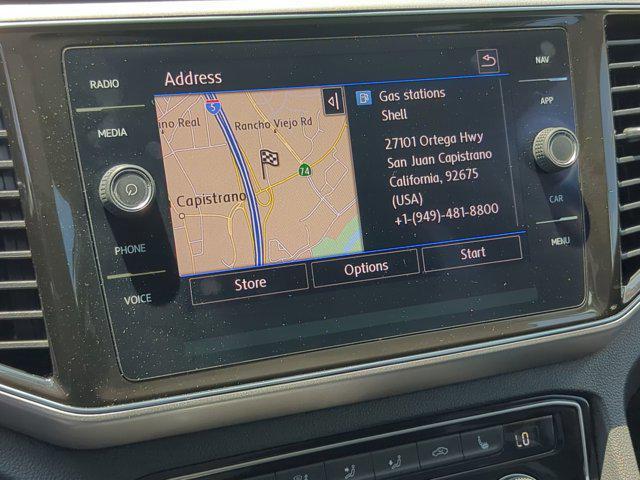 RADIO
MEDIA
PHONE
VOICE
Address
5
ino Real
Rancho Viejo Rd
74
Capistrano
Gas stations
Shell
27101 Ortega Hwy
San Juan Capistrano
California, 92675
(USA)
+1-(949)-481-8800
Store
Options
Start
NAV
APP
CAR
MENU
LO